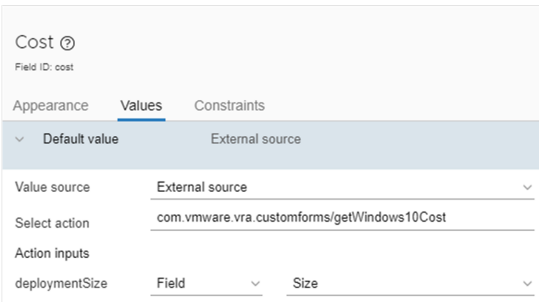 Cost ?
Field ID: cost
Appearance Values Constraints
Default value External source
Value source External source
Select action com.vmware.vra.customforms/getWindows10Cost
Action inputs
deploymentSize Field Size